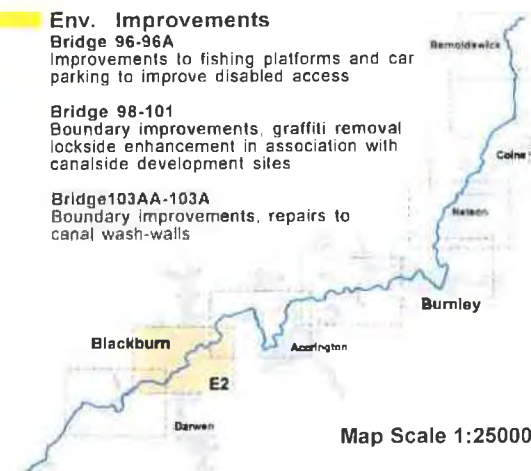 Env. Improvements
Bridge 96-96A
Improvements to fishing platforms and car
parking to improve disabled access
Bridge 98-101
Boundary improvements, graffiti removal
lockside enhancement in association with
canalside development sites
Bridge103AA-103A
Boundary improvements, repairs to
canal wash-walls
Barnoldswick
Colne
Nelson
Burnley
Blackburn
Accrington
E2
Darwen
Map Scale 1:25000